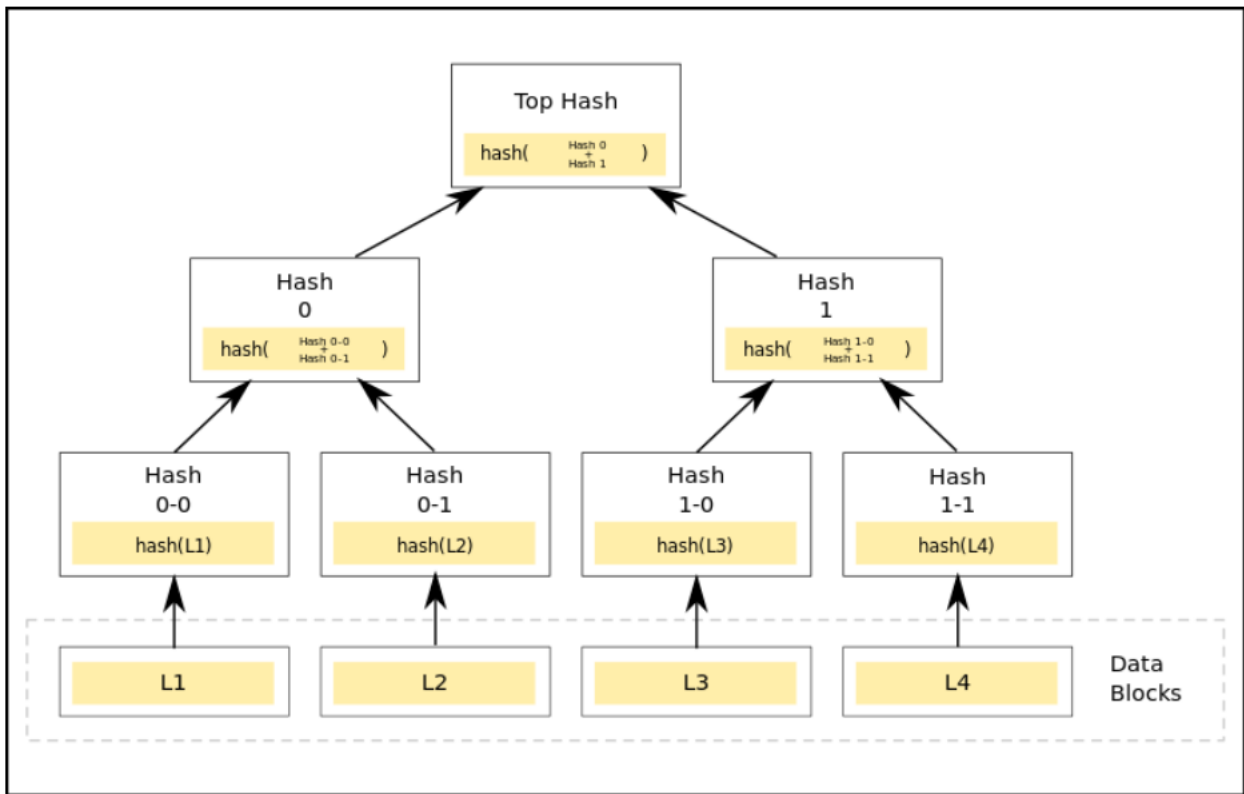 Top Hash
hash( Hash 0 + Hash 1 )
Hash
0
hash( Hash 0-0 + Hash 0-1 )
Hash
1
hash( Hash 1-0 + Hash 1-1 )
Hash
0-0
hash(L1)
Hash
0-1
hash(L2)
Hash
1-0
hash(L3)
Hash
1-1
hash(L4)
L1
L2
L3
L4
Data
Blocks